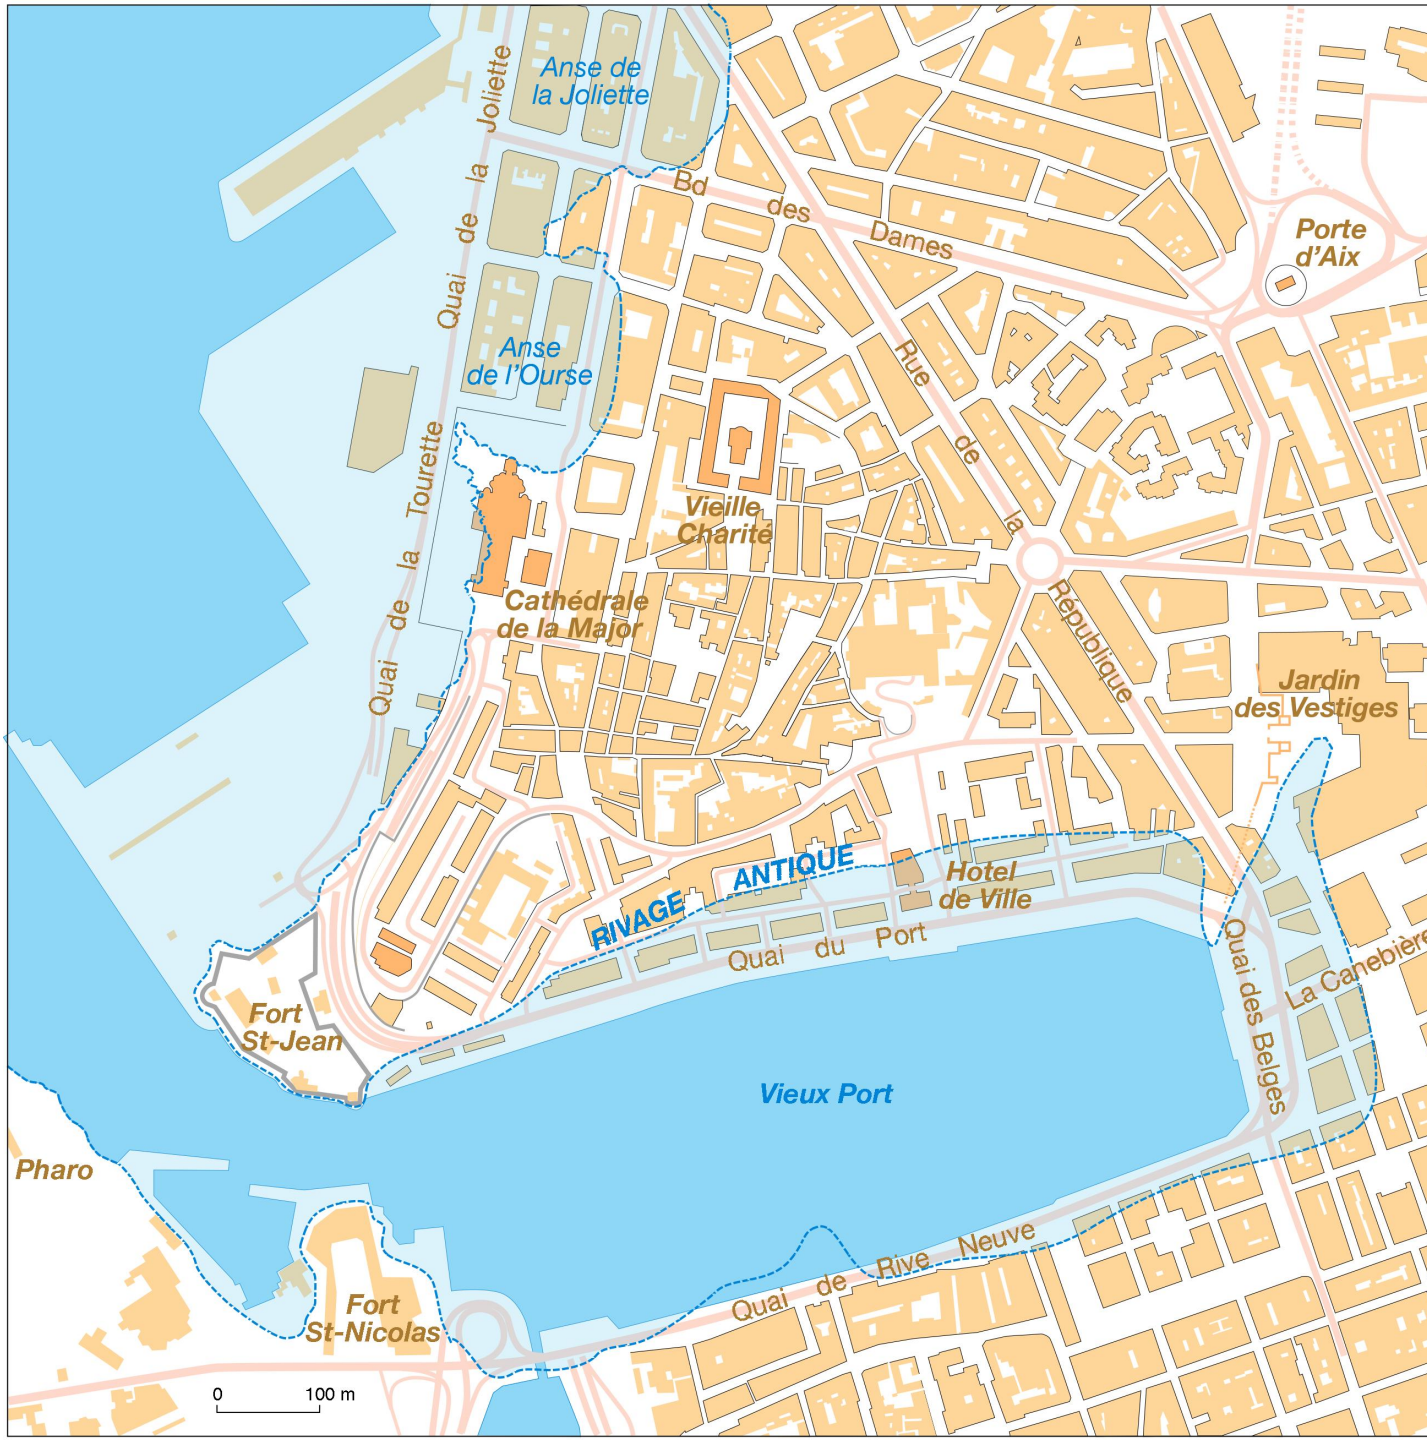 Anse de
la Joliette
Quai de la Joliette
Bd des Dames
Porte
d'Aix
Anse
de l'Ourse
Rue de la République
Quai de la Tourette
Vieille
Charité
Cathédrale
de la Major
Jardin
des Vestiges
RIVAGE ANTIQUE
Hotel
de Ville
Quai du Port
Quai des Belges
La Canebière
Fort
St-Jean
Vieux Port
Pharo
Quai de Rive Neuve
Fort
St-Nicolas
0 100 m